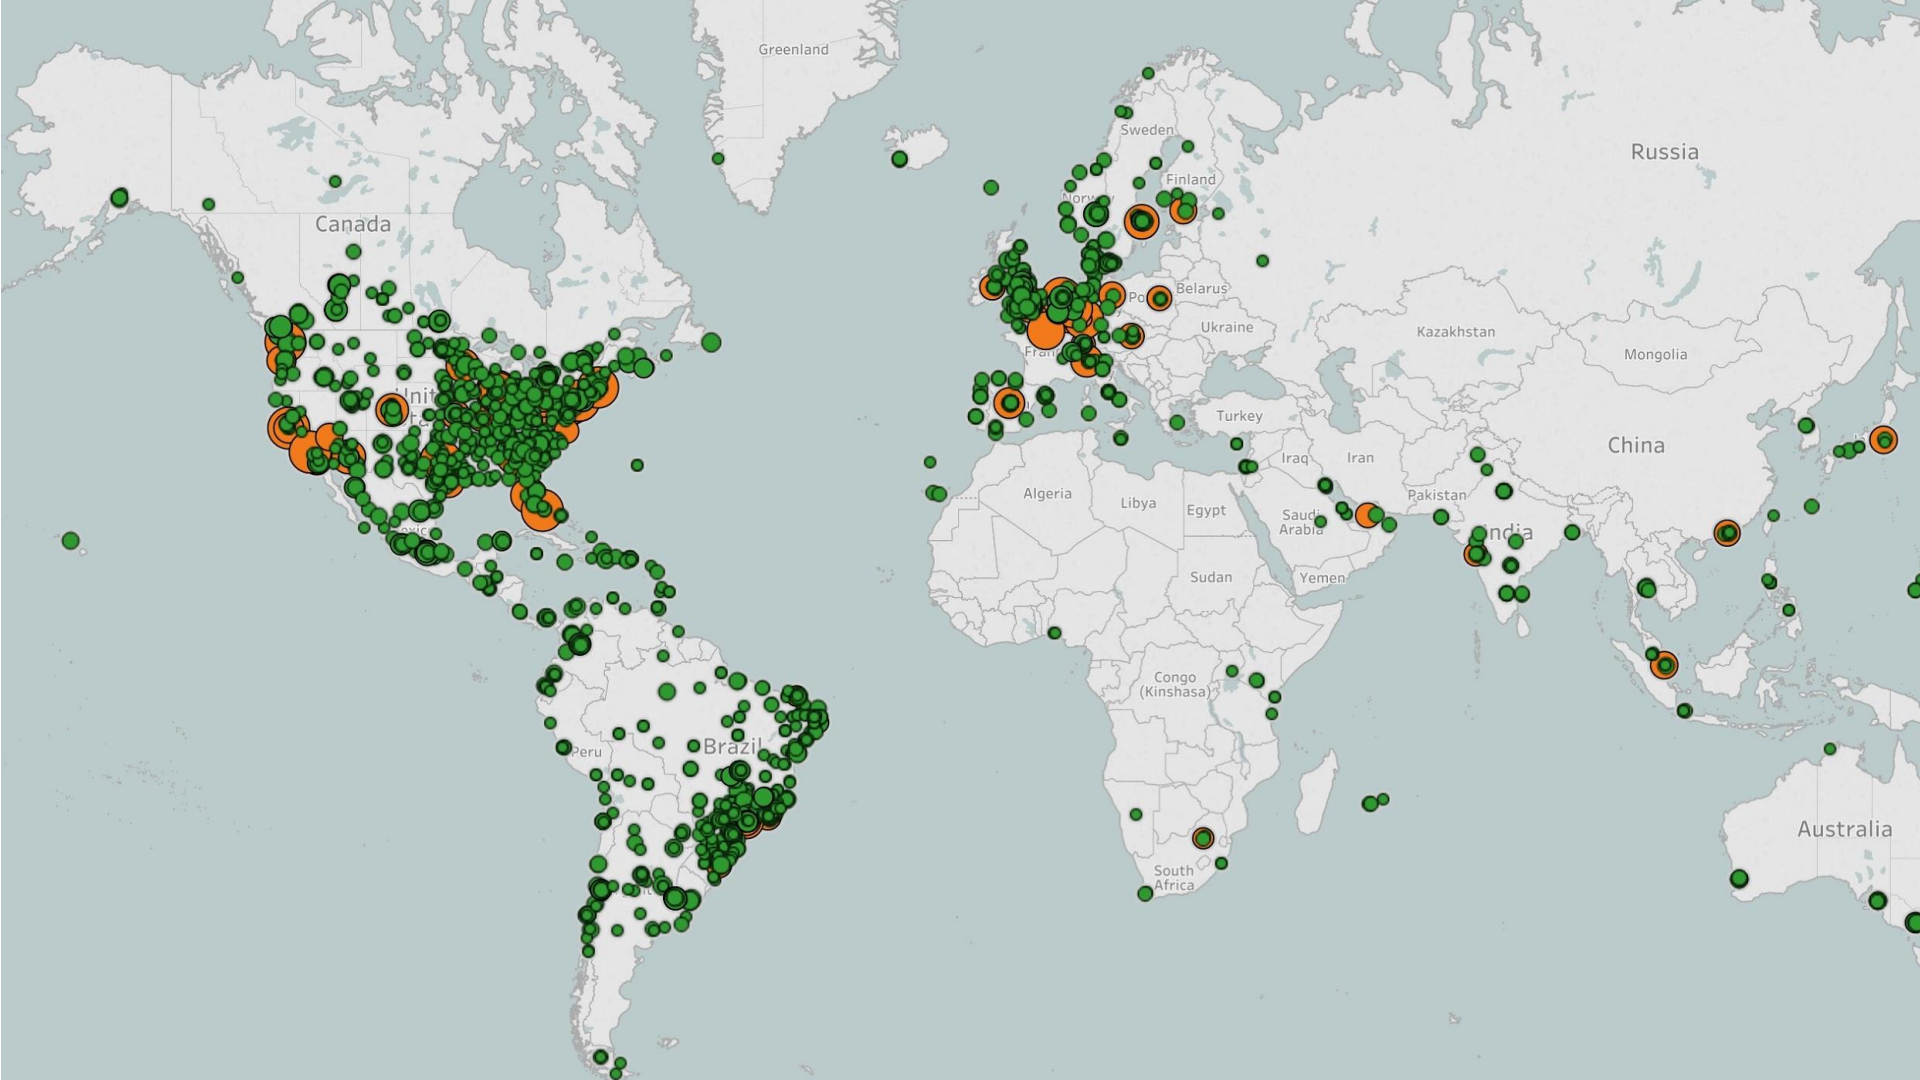 Greenland
Russia
Sweden
Finland
Canada
Belarus
Ukraine
Kazakhstan
Mongolia
Turkey
China
Iraq
Iran
Algeria
Libya
Egypt
Pakistan
Saudi
Arabia
India
Sudan
Yemen
Congo
(Kinshasa)
Peru
Brazil
Australia
South
Africa